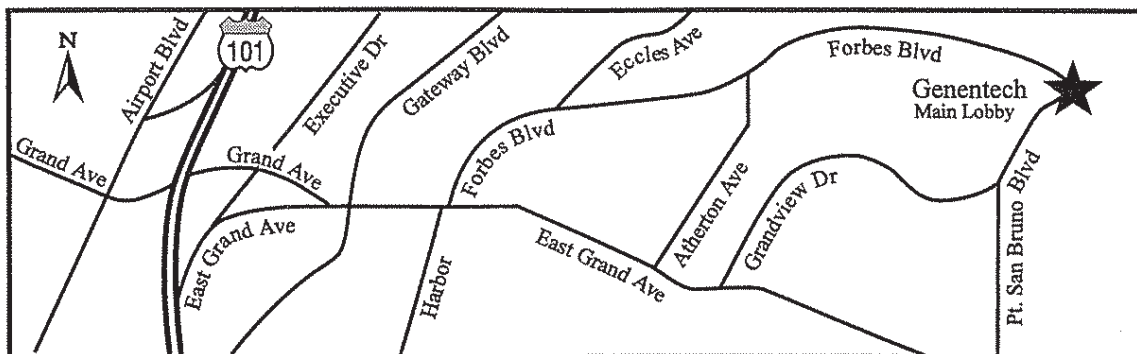 N
Airport Blvd
101
Executive Dr
Gateway Blvd
Eccles Ave
Forbes Blvd
Genentech
Main Lobby
Grand Ave
Grand Ave
Forbes Blvd
East Grand Ave
Harbor
East Grand Ave
Atherton Ave
Grandview Dr
Pt. San Bruno Blvd